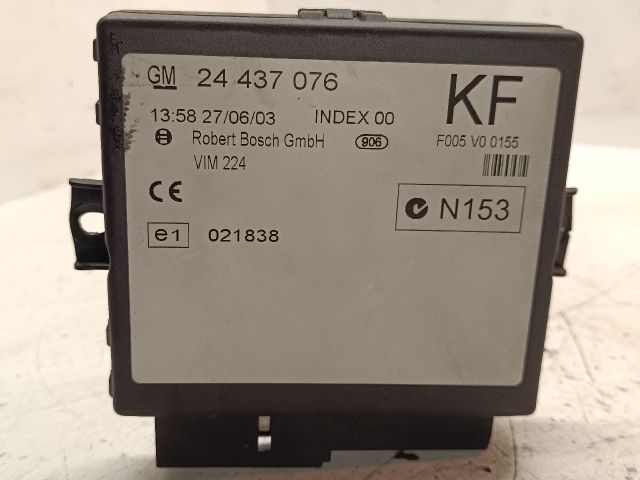 GM 24 437 076 KF
13:58 27/06/03 INDEX 00
Robert Bosch GmbH 906 F005 V0 0155
VIM 224
CE N153
e1 021838